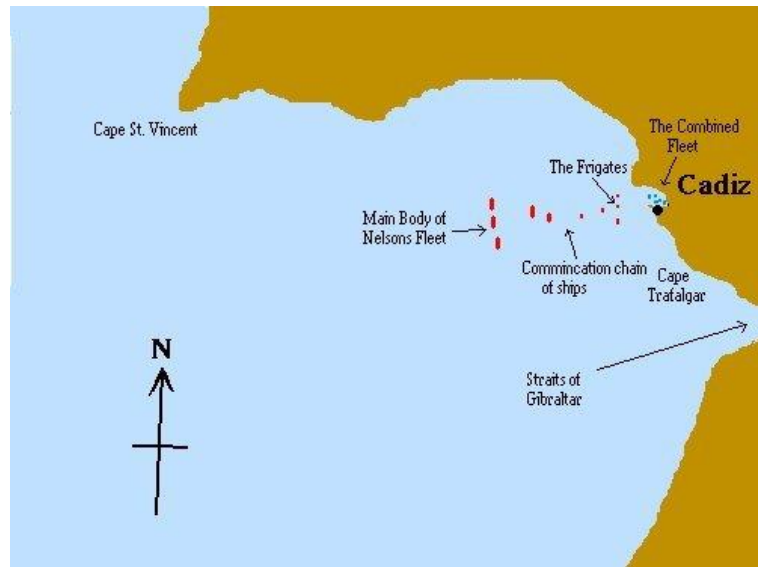 Cape St. Vincent
The Combined
Fleet
The Frigates
Cadiz
Main Body of
Nelsons Fleet
Commincation chain
of ships
Cape
Trafalgar
N
Straits of
Gibraltar